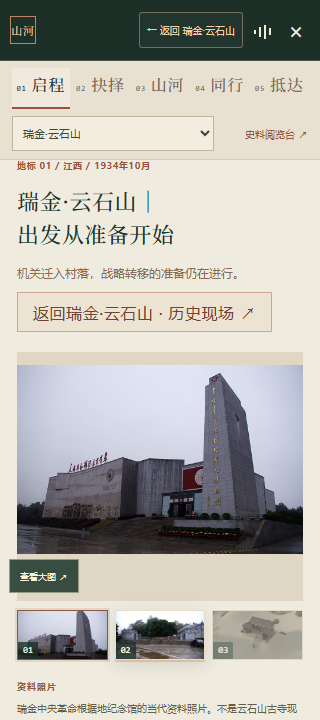 山河
← 返回 瑞金·云石山
×
01 启程 02 抉择 03 山河 04 同行 05 抵达
瑞金·云石山
史料阅览台 ↗
地标 01 / 江西 / 1934年10月
瑞金·云石山｜
出发从准备开始
机关迁入村落，战略转移的准备仍在进行。
返回瑞金·云石山 · 历史现场 ↗
查看大图 ↗
01 02 03
资料照片
瑞金中央革命根据地纪念馆的当代资料照片。不是云石山古寺现